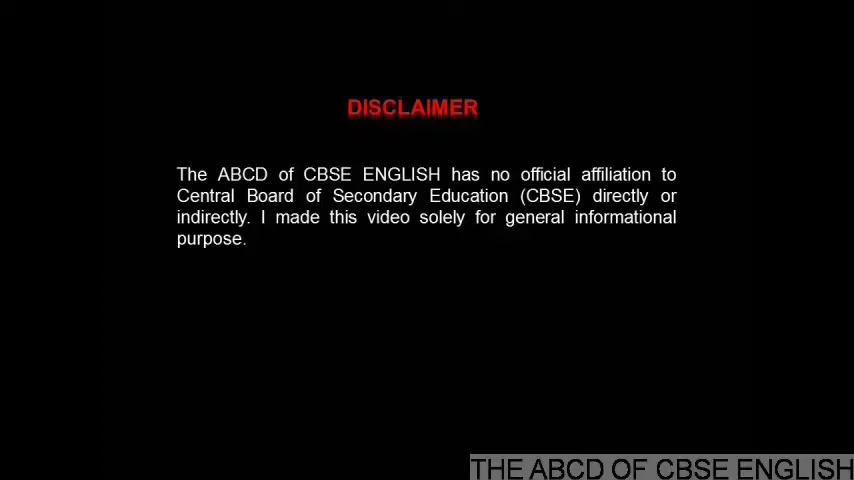 DISCLAIMER
The ABCD of CBSE ENGLISH has no official affiliation to
Central Board of Secondary Education (CBSE) directly or
indirectly. I made this video solely for general informational
purpose.
THE ABCD OF CBSE ENGLISH